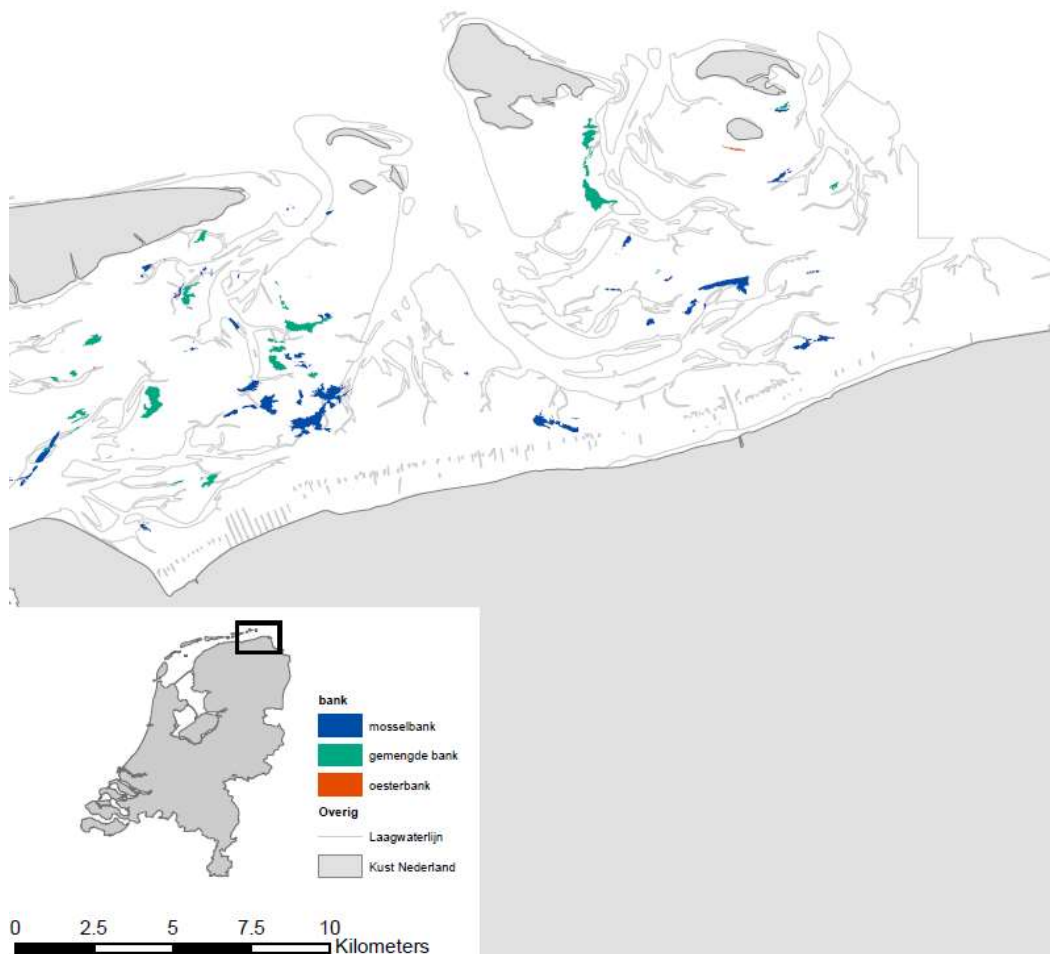 bank
mosselbank
gemengde bank
oesterbank
Overig
Laagwaterlijn
Kust Nederland
0 2.5 5 7.5 10
Kilometers